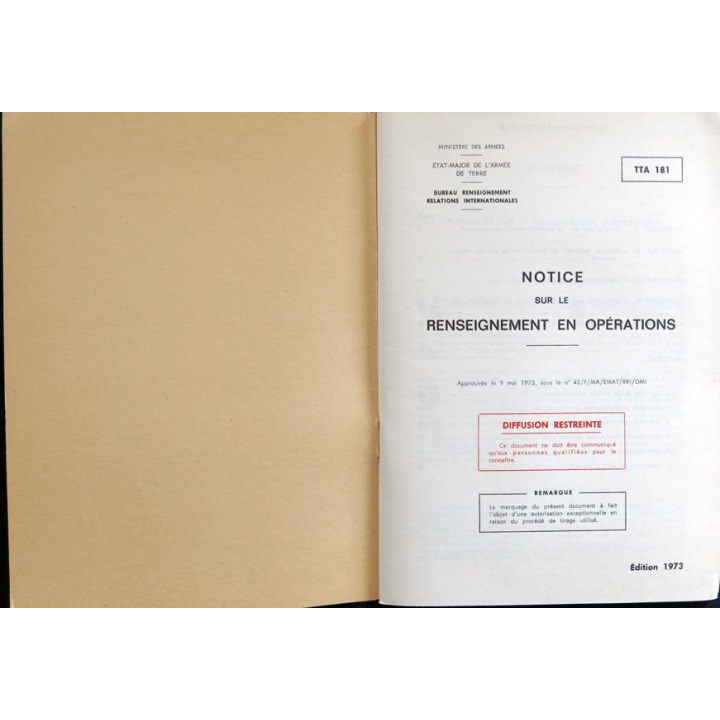 MINISTERE DES ARMÉES
ÉTAT-MAJOR DE L'ARMÉE
DE TERRE
BUREAU RENSEIGNEMENT
RELATIONS INTERNATIONALES
TTA 181
NOTICE
SUR LE
RENSEIGNEMENT EN OPÉRATIONS
Approuvée le 9 mai 1973, sous le n° 42/7/MA/EMAT/RRI/OMI
DIFFUSION RESTREINTE
Ce document ne doit être communiqué
qu'aux personnes qualifiées pour le
connaître.
REMARQUE
Le marquage du présent document à fait
l'objet d'une autorisation exceptionnelle en
raison du procédé de tirage utilisé.
Édition 1973